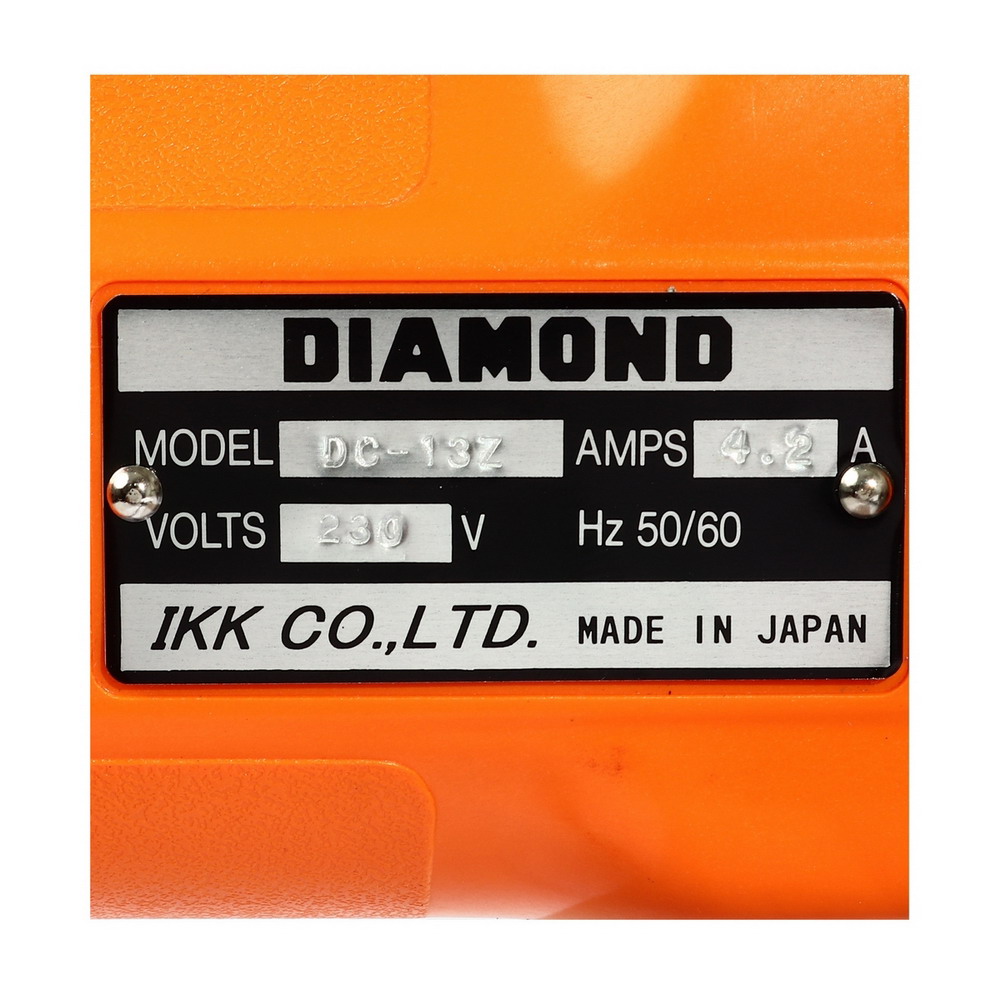 DIAMOND
MODEL DC-13Z AMPS 4.2 A
VOLTS 230 V Hz 50/60
IKK CO.,LTD. MADE IN JAPAN